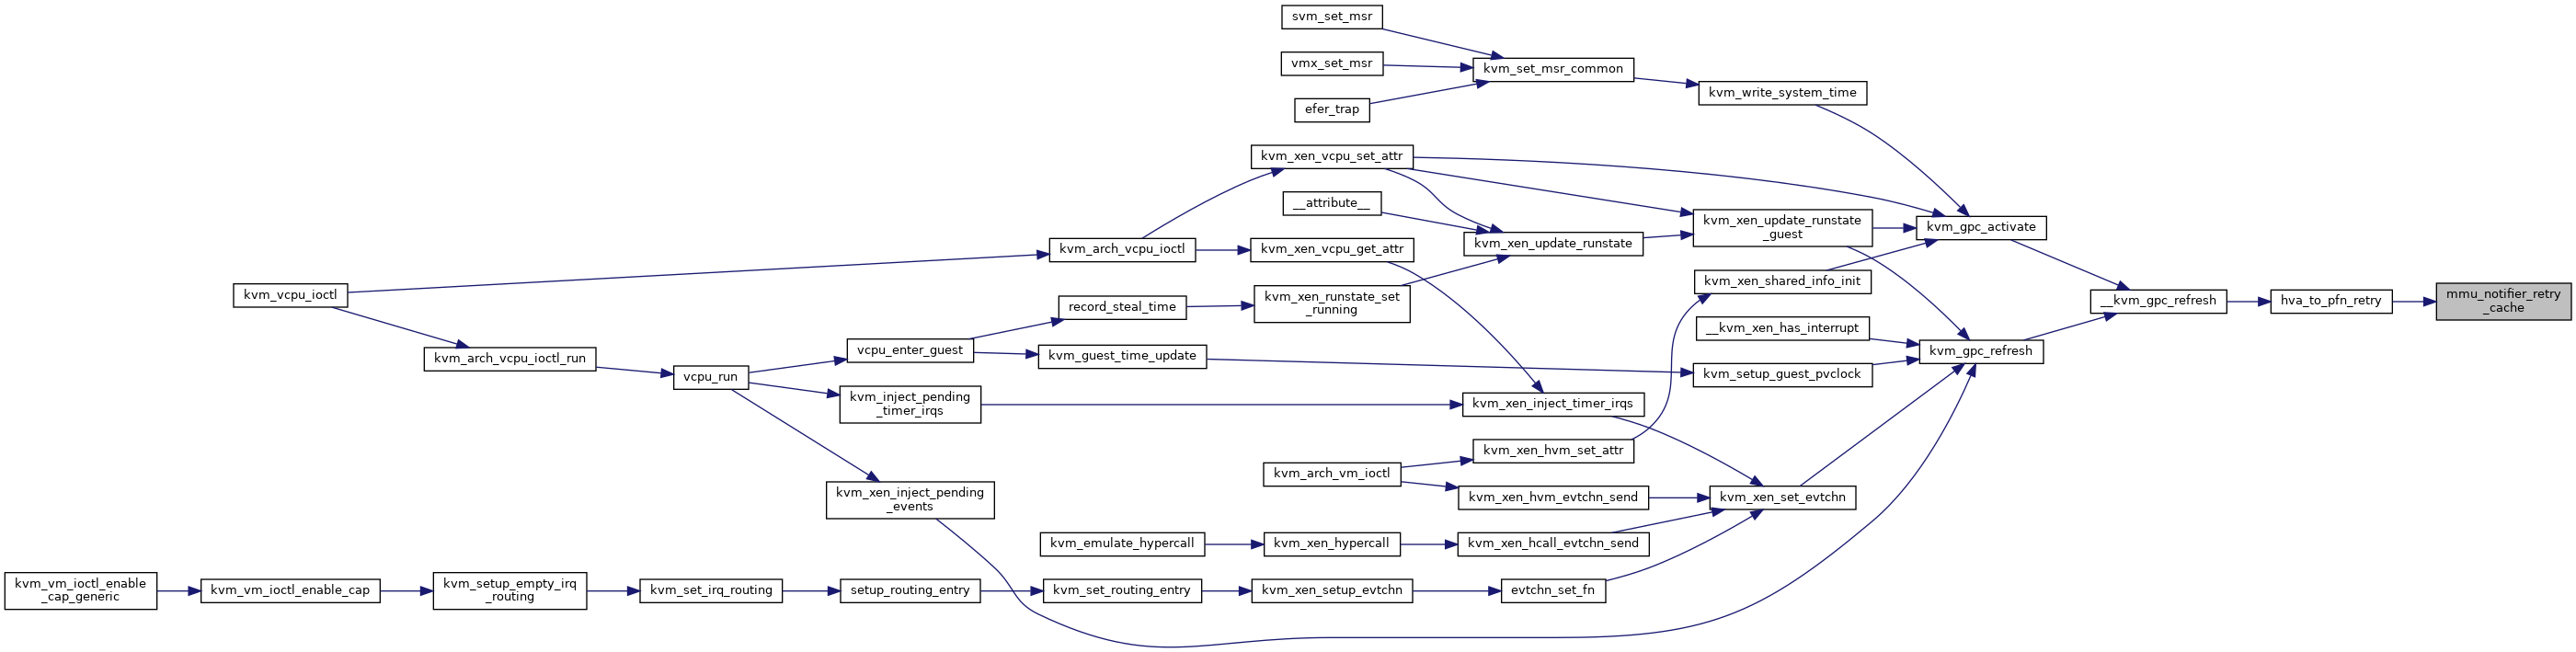 svm_set_msr
vmx_set_msr
efer_trap
kvm_set_msr_common
kvm_write_system_time
kvm_xen_vcpu_set_attr
__attribute__
kvm_xen_update_runstate
_guest
kvm_gpc_activate
kvm_arch_vcpu_ioctl
kvm_xen_vcpu_get_attr
kvm_xen_update_runstate
kvm_xen_shared_info_init
kvm_vcpu_ioctl
record_steal_time
kvm_xen_runstate_set
_running
__kvm_gpc_refresh
hva_to_pfn_retry
mmu_notifier_retry
_cache
__kvm_xen_has_interrupt
kvm_arch_vcpu_ioctl_run
vcpu_enter_guest
kvm_guest_time_update
kvm_gpc_refresh
vcpu_run
kvm_setup_guest_pvclock
kvm_inject_pending
_timer_irqs
kvm_xen_inject_timer_irqs
kvm_xen_hvm_set_attr
kvm_arch_vm_ioctl
kvm_xen_inject_pending
_events
kvm_xen_hvm_evtchn_send
kvm_xen_set_evtchn
kvm_emulate_hypercall
kvm_xen_hypercall
kvm_xen_hcall_evtchn_send
kvm_vm_ioctl_enable
_cap_generic
kvm_vm_ioctl_enable_cap
kvm_setup_empty_irq
_routing
kvm_set_irq_routing
setup_routing_entry
kvm_set_routing_entry
kvm_xen_setup_evtchn
evtchn_set_fn